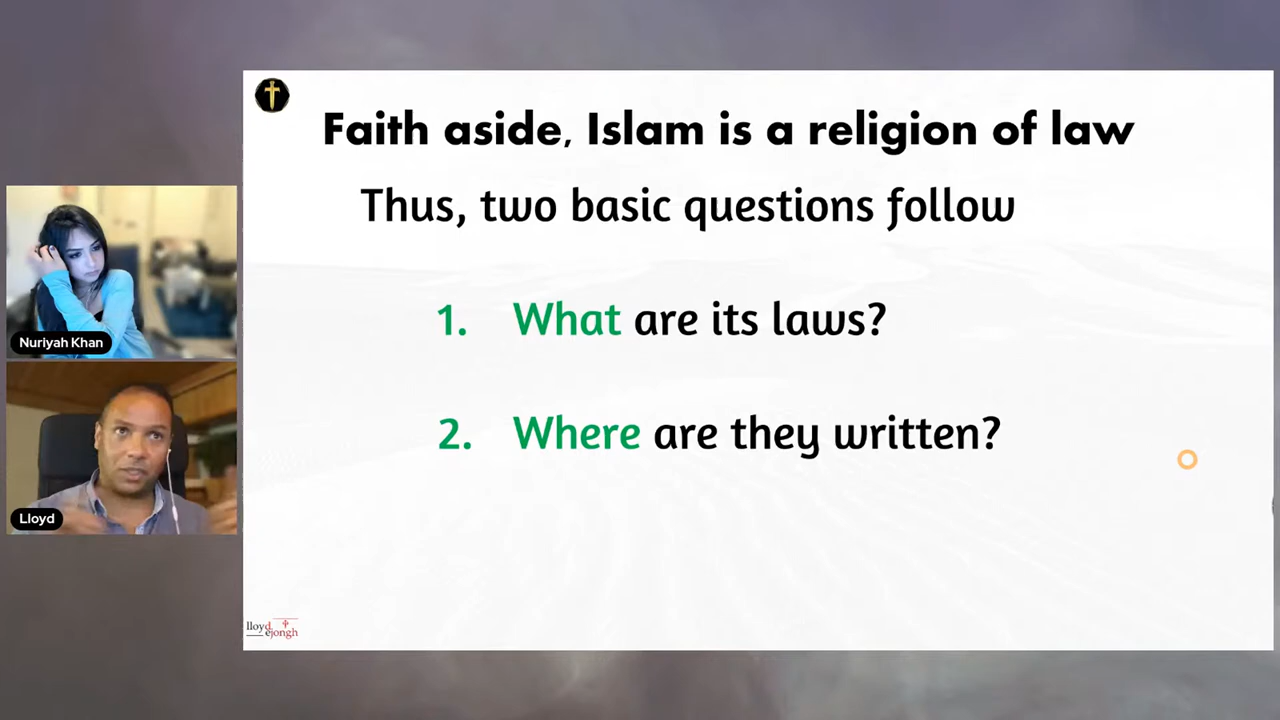 Faith aside, Islam is a religion of law
Thus, two basic questions follow
1. What are its laws?
2. Where are they written?
Nuriyah Khan
Lloyd
lloyd
ejongh